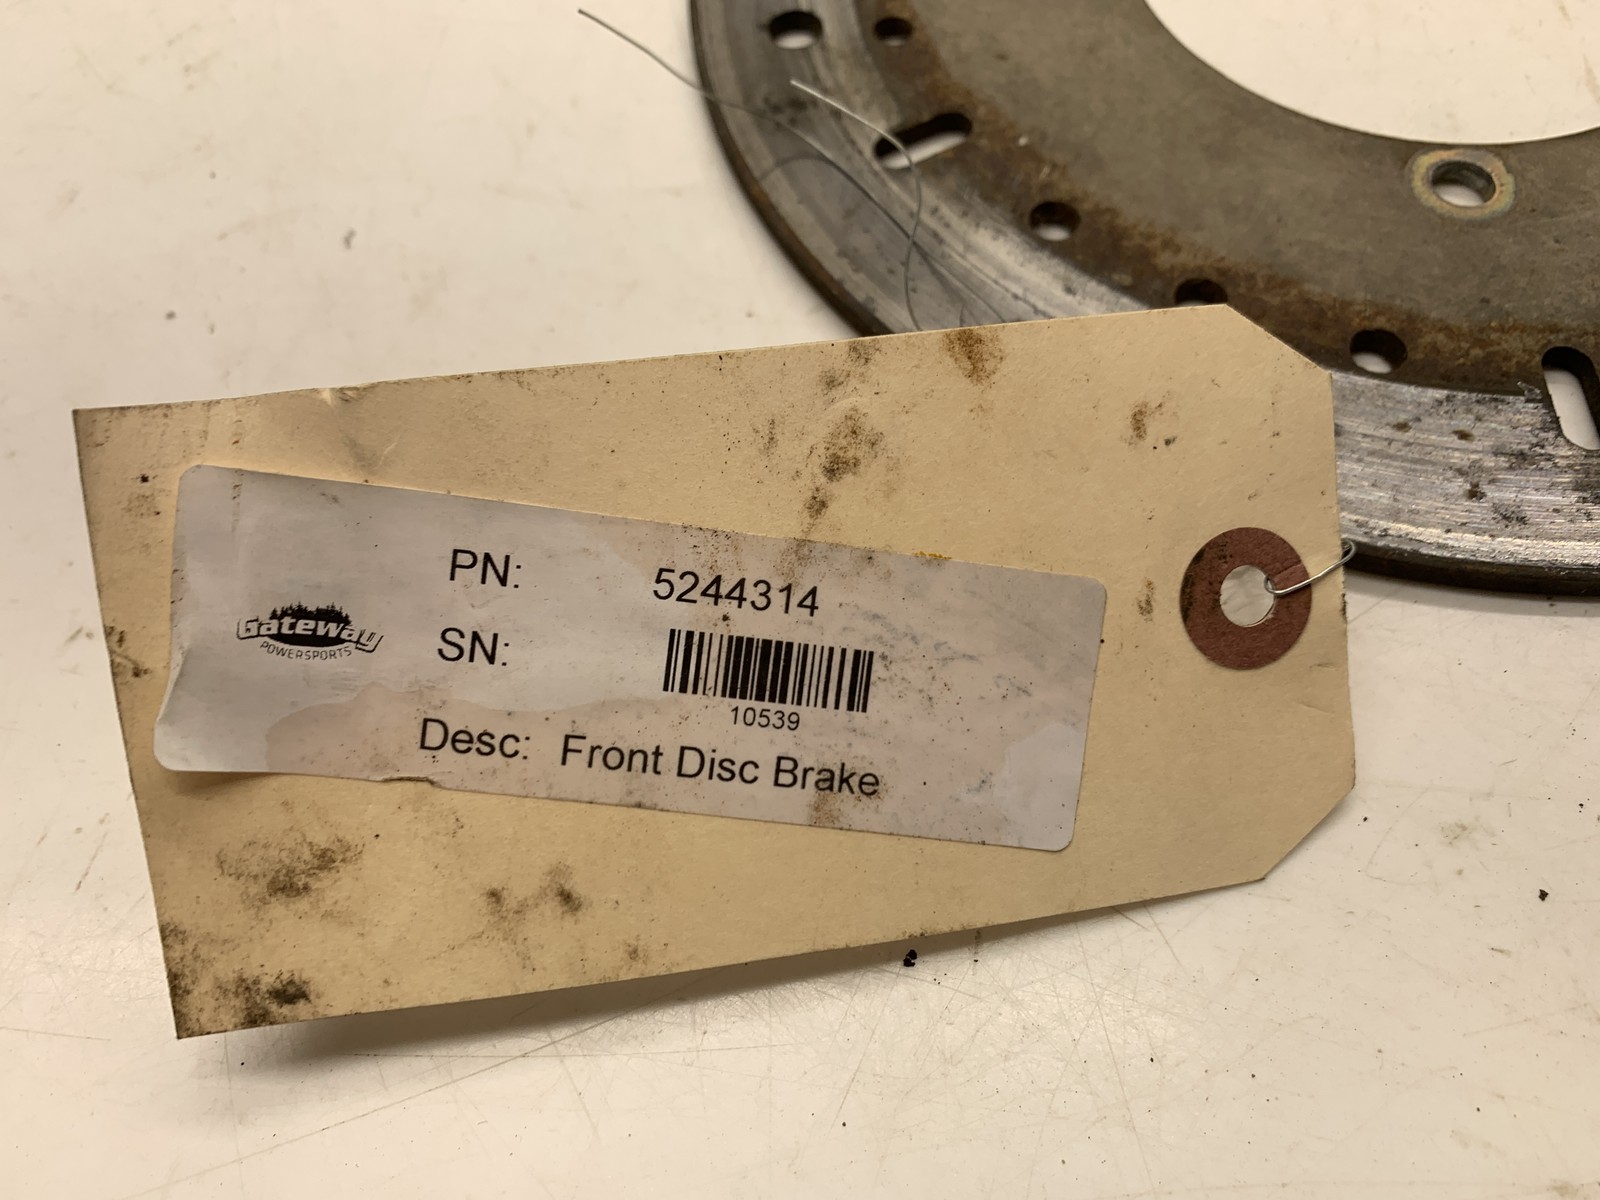 Gateway
POWERSPORTS
PN: 5244314
SN:
10539
Desc: Front Disc Brake